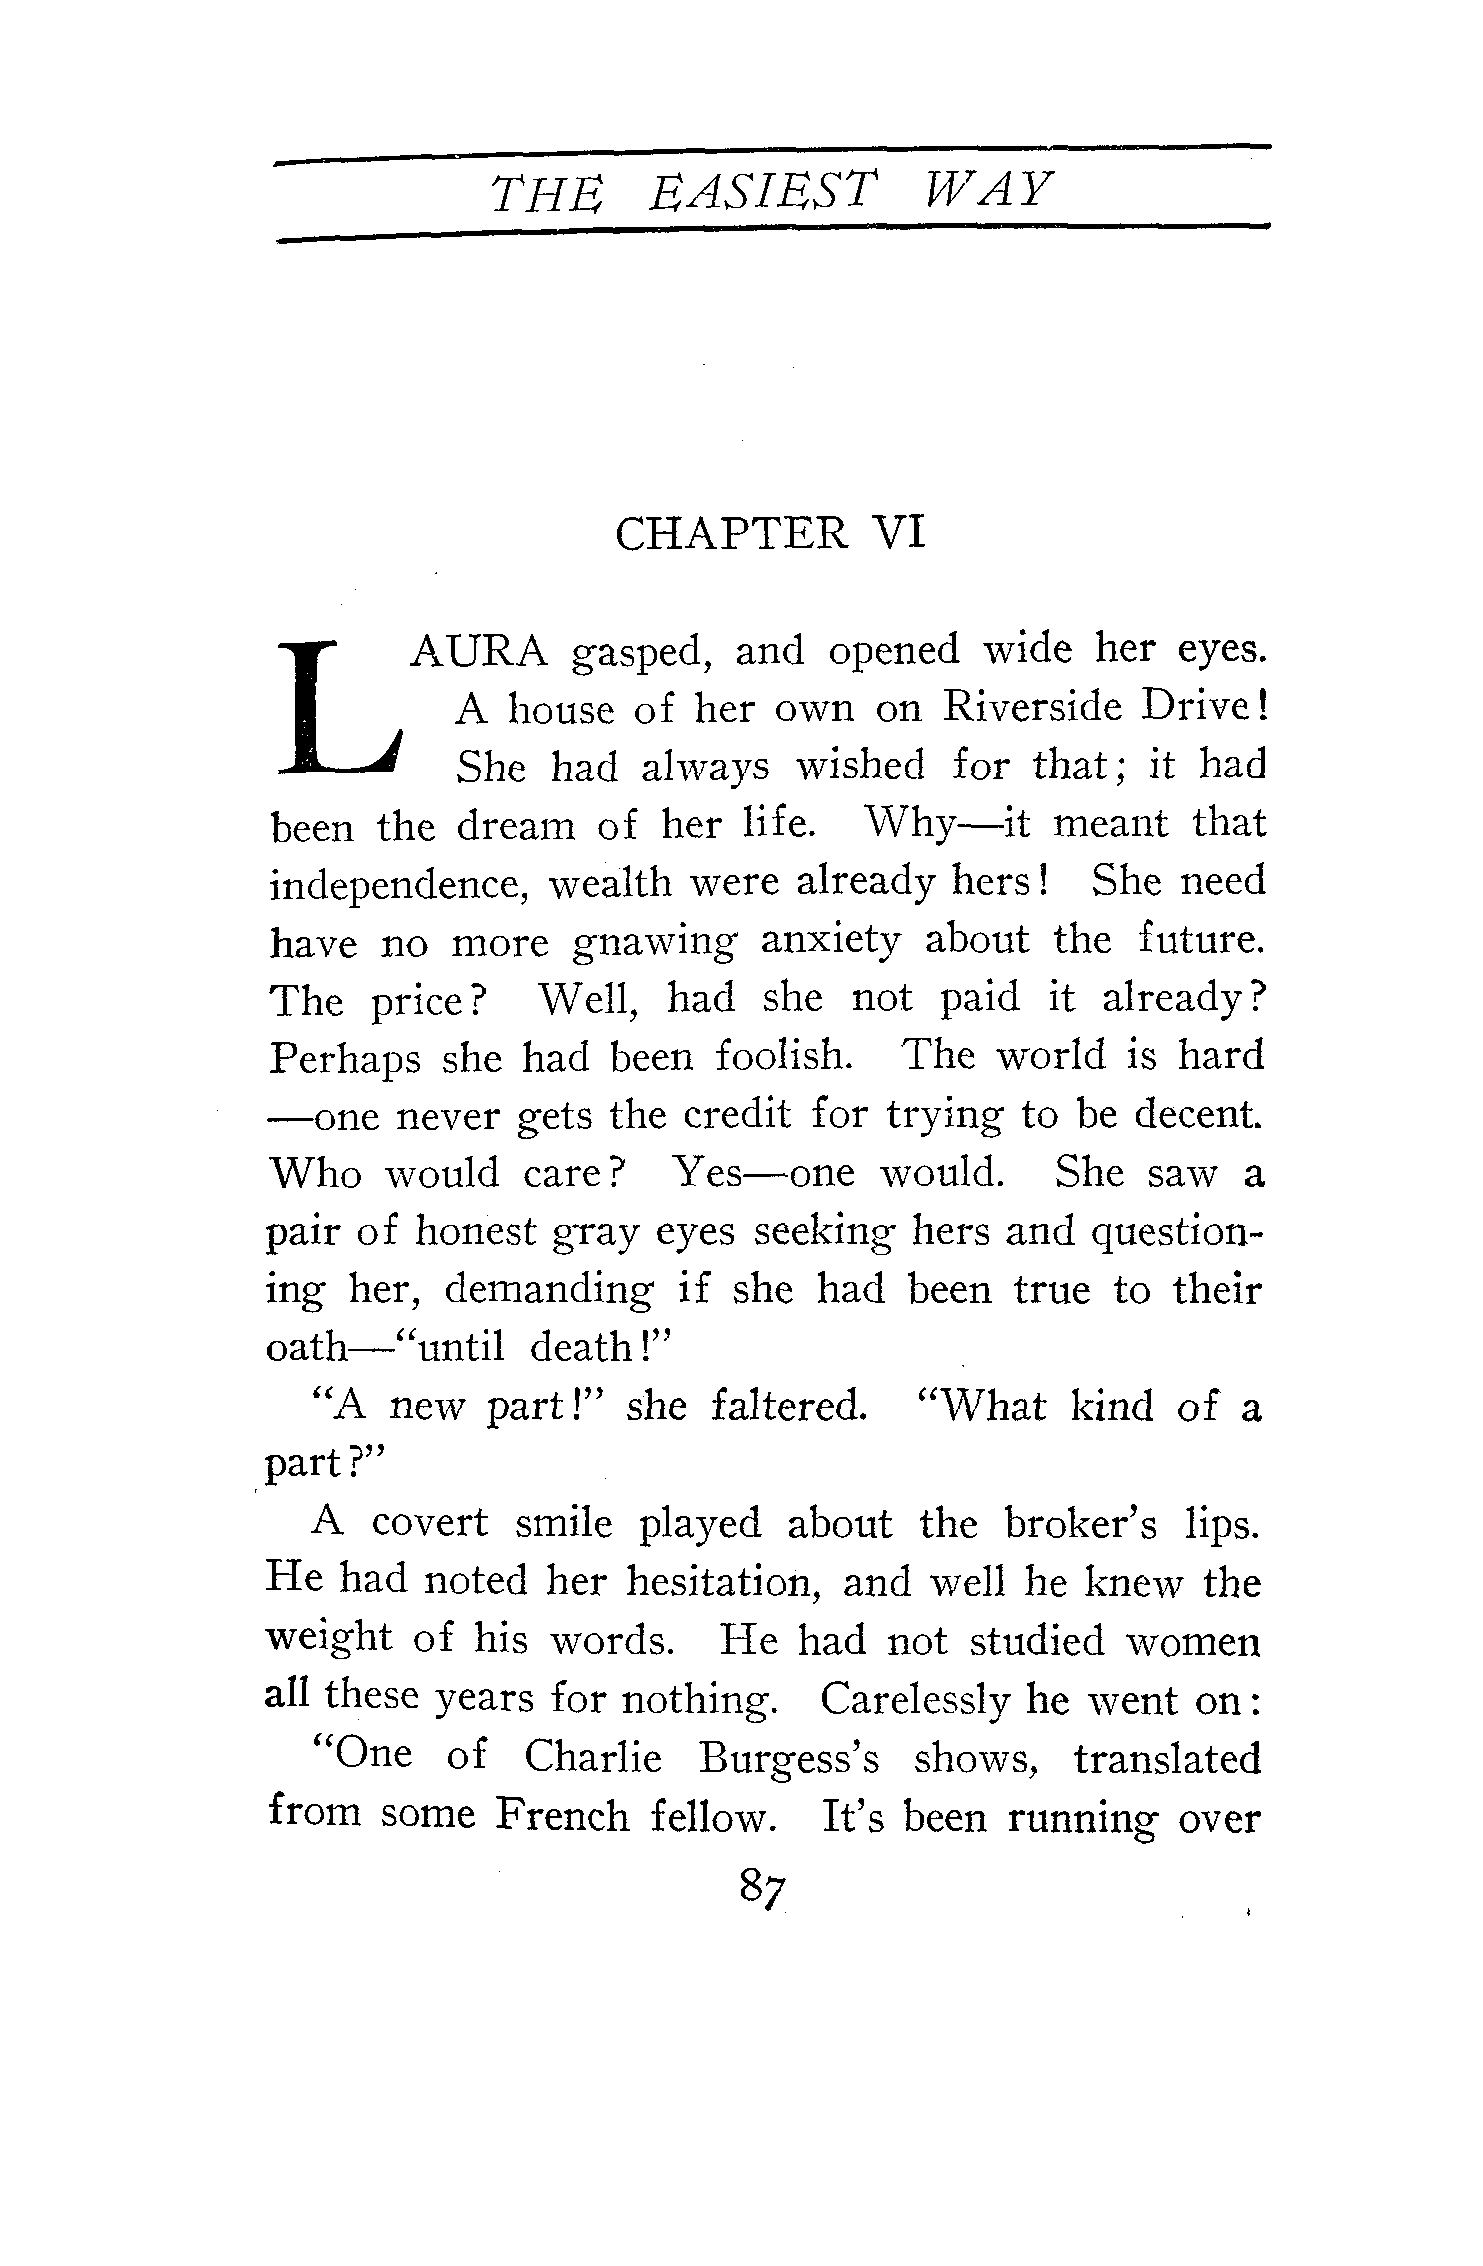 THE EASIEST WAY
CHAPTER VI
LAURA gasped, and opened wide her eyes.
A house of her own on Riverside Drive!
She had always wished for that; it had
been the dream of her life. Why—it meant that
independence, wealth were already hers! She need
have no more gnawing anxiety about the future.
The price? Well, had she not paid it already?
Perhaps she had been foolish. The world is hard
—one never gets the credit for trying to be decent.
Who would care? Yes—one would. She saw a
pair of honest gray eyes seeking hers and question-
ing her, demanding if she had been true to their
oath—“until death!”
“A new part!” she faltered. “What kind of a
part?”
A covert smile played about the broker’s lips.
He had noted her hesitation, and well he knew the
weight of his words. He had not studied women
all these years for nothing. Carelessly he went on:
“One of Charlie Burgess’s shows, translated
from some French fellow. It’s been running over
87